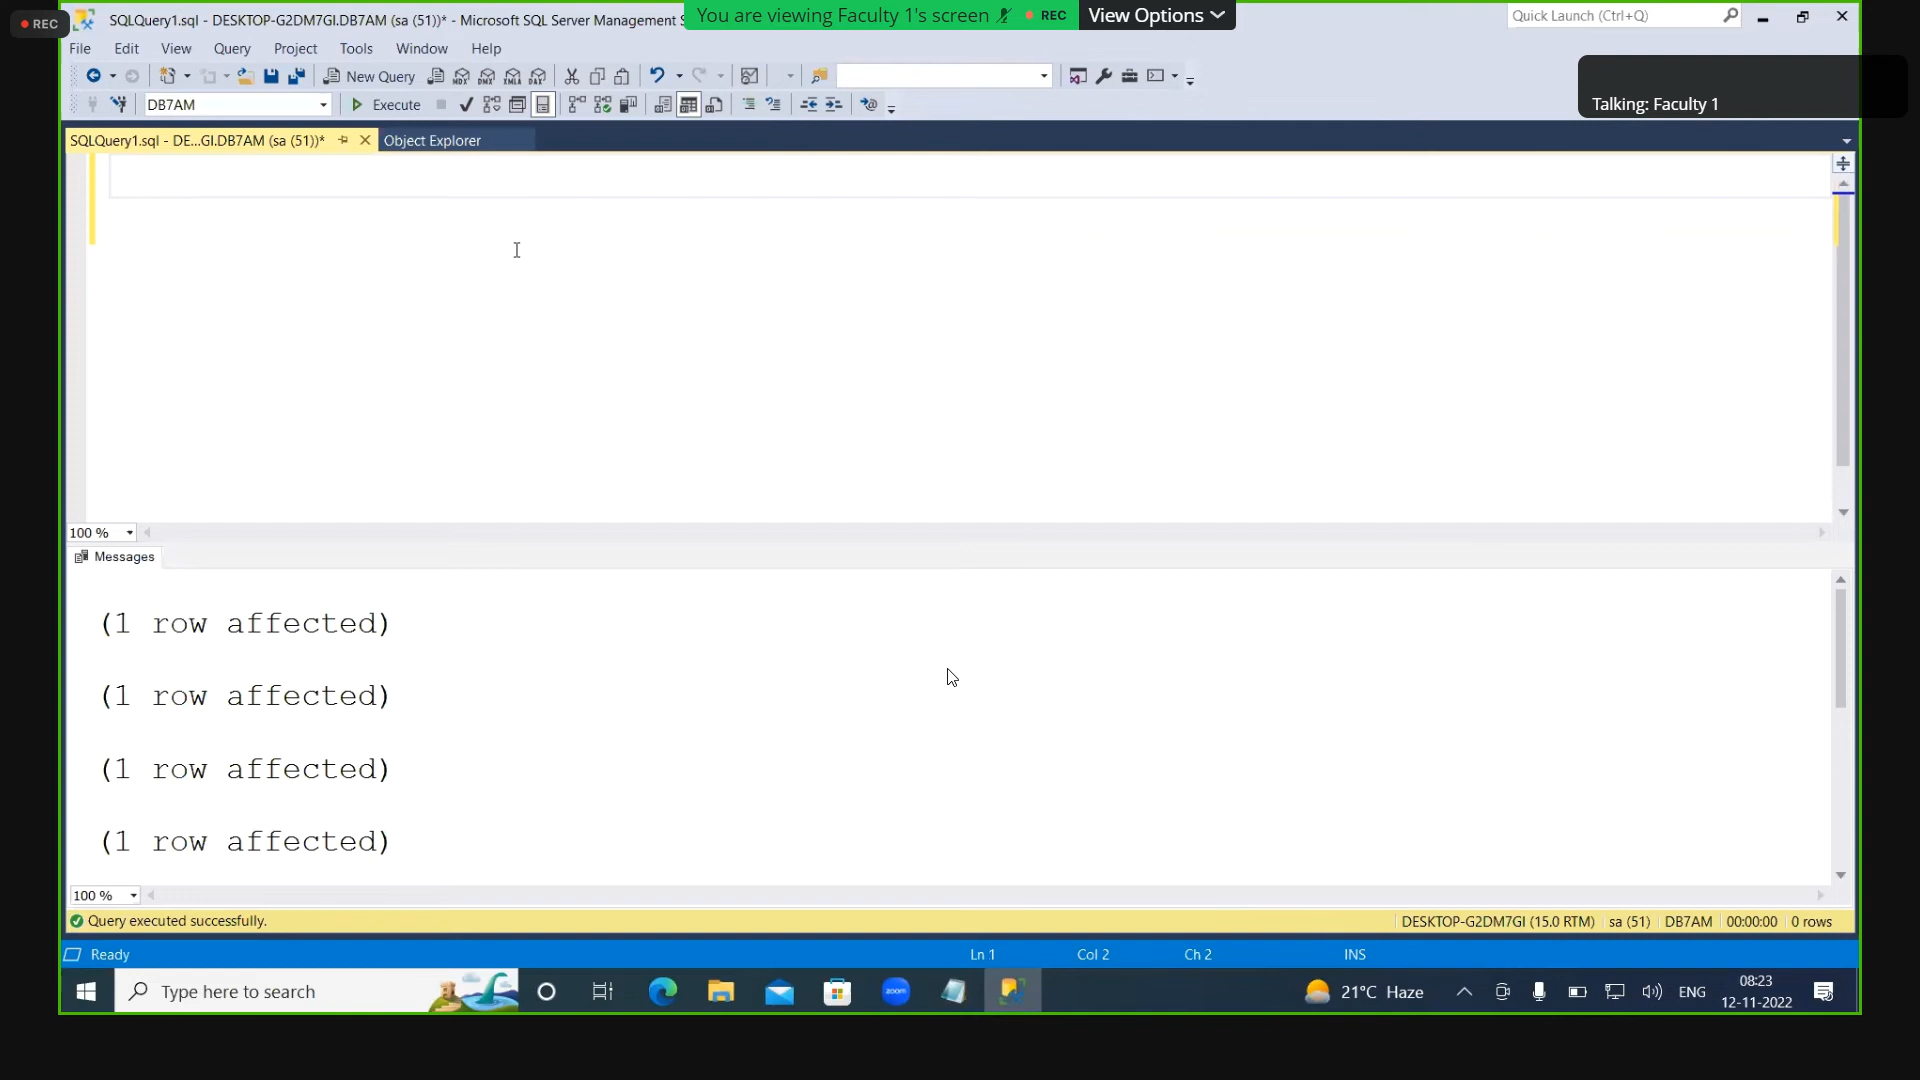 REC
SQLQuery1.sql - DESKTOP-G2DM7GI.DB7AM (sa (51))* - Microsoft SQL Server Management S
You are viewing Faculty 1's screen
REC
View Options
Quick Launch (Ctrl+Q)
File Edit View Query Project Tools Window Help
New Query
MDX DMX XMLA DAX
Talking: Faculty 1
DB7AM
Execute
SQLQuery1.sql - DE...GI.DB7AM (sa (51))*
Object Explorer
100 %
Messages
(1 row affected)
(1 row affected)
(1 row affected)
(1 row affected)
100 %
Query executed successfully.
DESKTOP-G2DM7GI (15.0 RTM) sa (51) DB7AM 00:00:00 0 rows
Ready
Ln 1
Col 2
Ch 2
INS
Type here to search
zoom
21°C Haze
ENG
08:23
12-11-2022